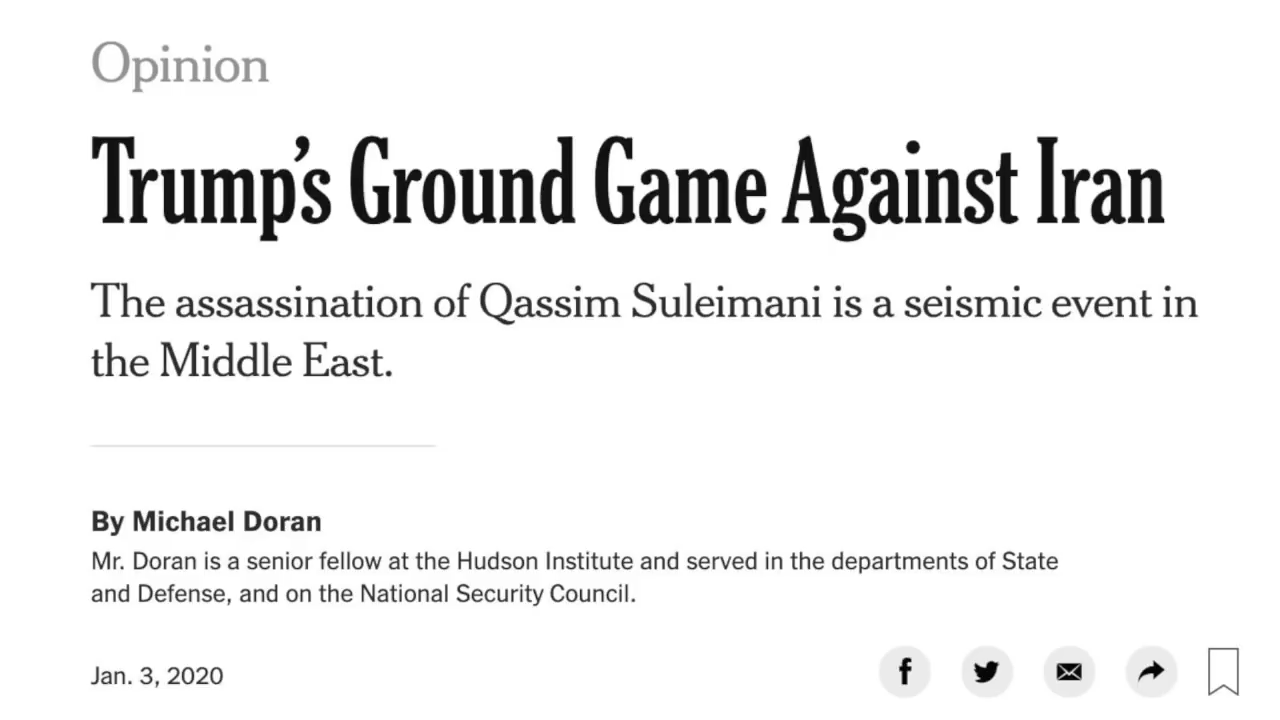 Opinion
Trump’s Ground Game Against Iran
The assassination of Qassim Suleimani is a seismic event in
the Middle East.
By Michael Doran
Mr. Doran is a senior fellow at the Hudson Institute and served in the departments of State
and Defense, and on the National Security Council.
Jan. 3, 2020